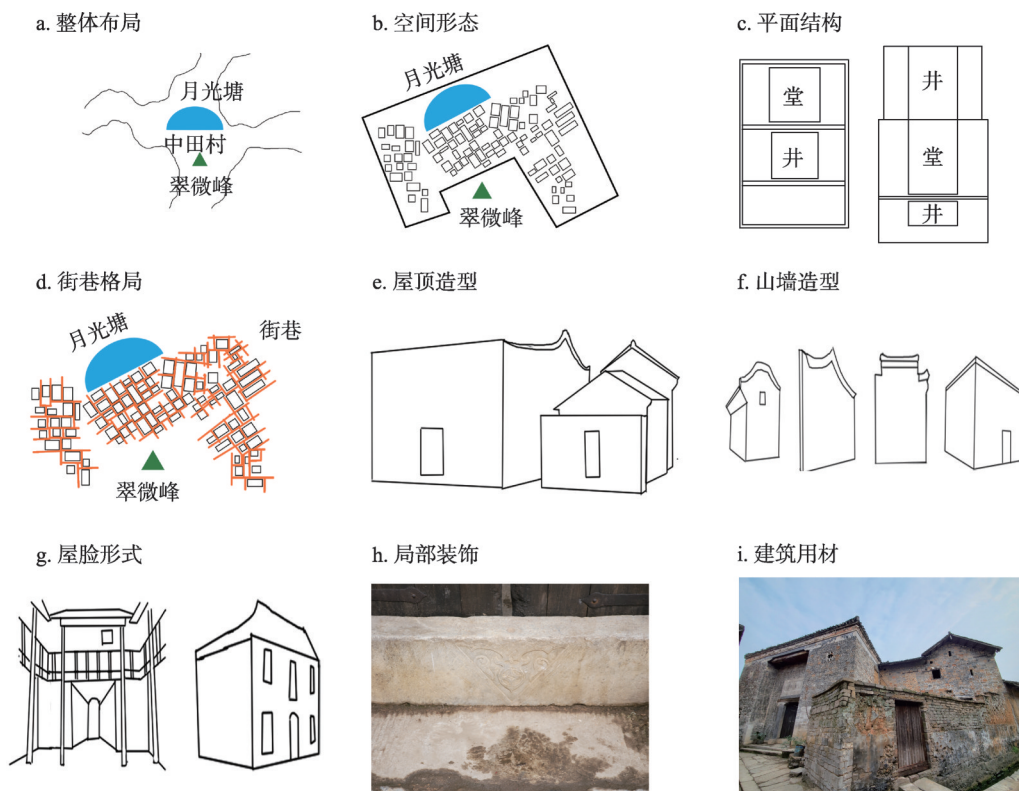 a. 整体布局
月光塘
中田村
翠微峰
b. 空间形态
月光塘
翠微峰
c. 平面结构
堂
井
井
堂
井
d. 街巷格局
月光塘
街巷
翠微峰
e. 屋顶造型
f. 山墙造型
g. 屋脸形式
h. 局部装饰
i. 建筑用材